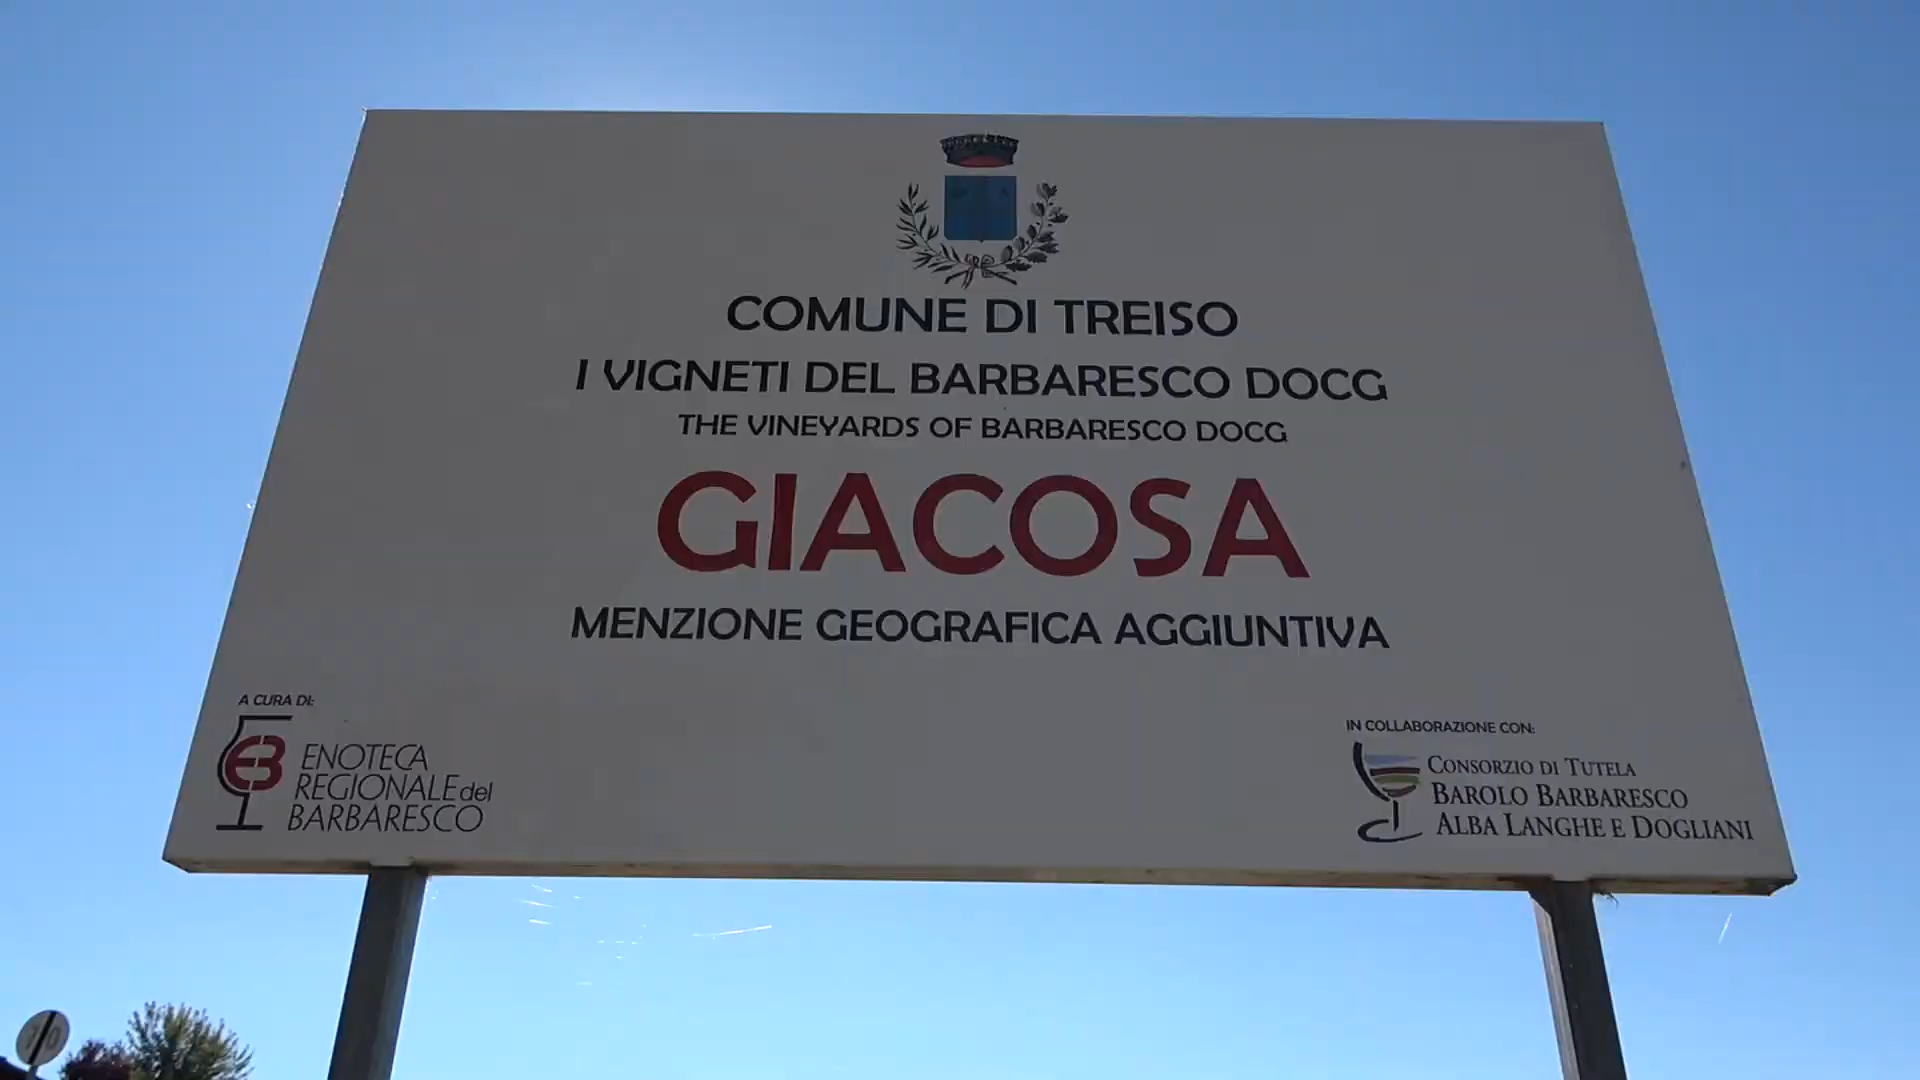 COMUNE DI TREISO
I VIGNETI DEL BARBARESCO DOCG
THE VINEYARDS OF BARBARESCO DOCG
GIACOSA
MENZIONE GEOGRAFICA AGGIUNTIVA
A CURA DI:
EB
ENOTECA
REGIONALE del
BARBARESCO
IN COLLABORAZIONE CON:
CONSORZIO DI TUTELA
BAROLO BARBARESCO
ALBA LANGHE E DOGLIANI